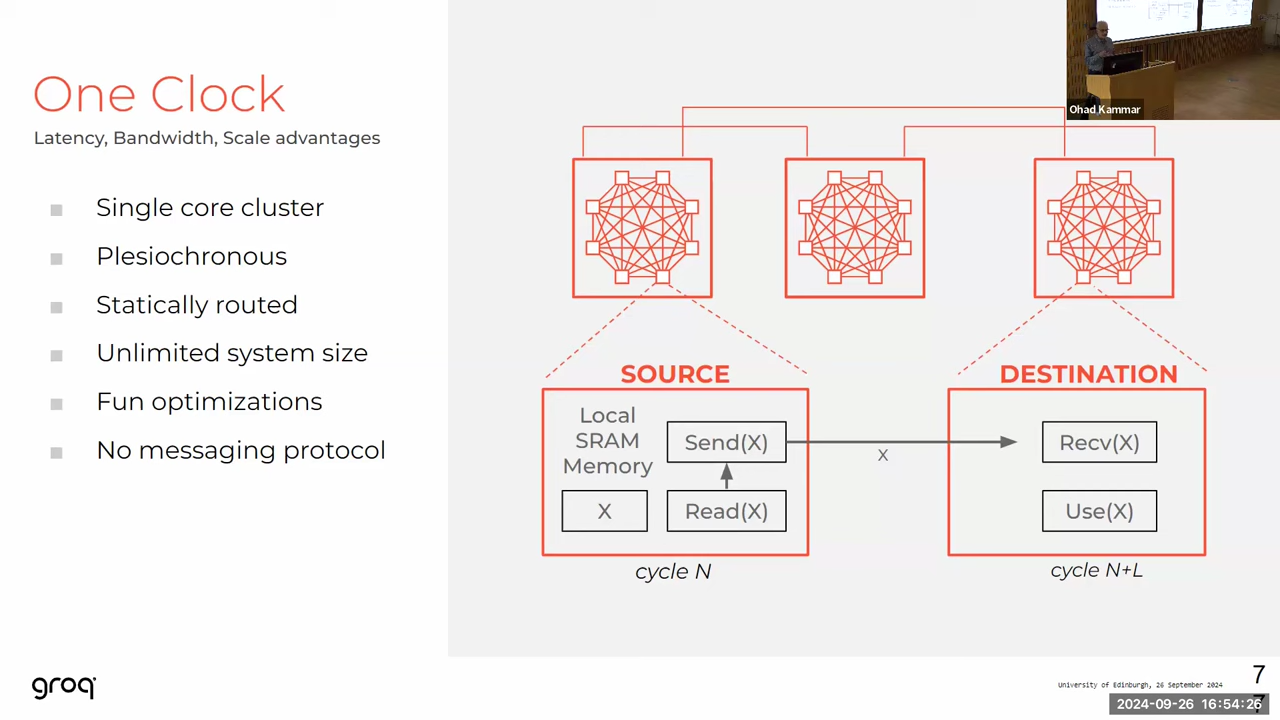 One Clock
Latency, Bandwidth, Scale advantages
Single core cluster
Plesiochronous
Statically routed
Unlimited system size
Fun optimizations
No messaging protocol
Ohad Kammar
SOURCE
DESTINATION
Local
SRAM
Memory
Send(X)
X
Recv(X)
X
Read(X)
Use(X)
cycle N
cycle N+L
groq
University of Edinburgh, 26 September 2024
7
7
2024-09-26 16:54:26